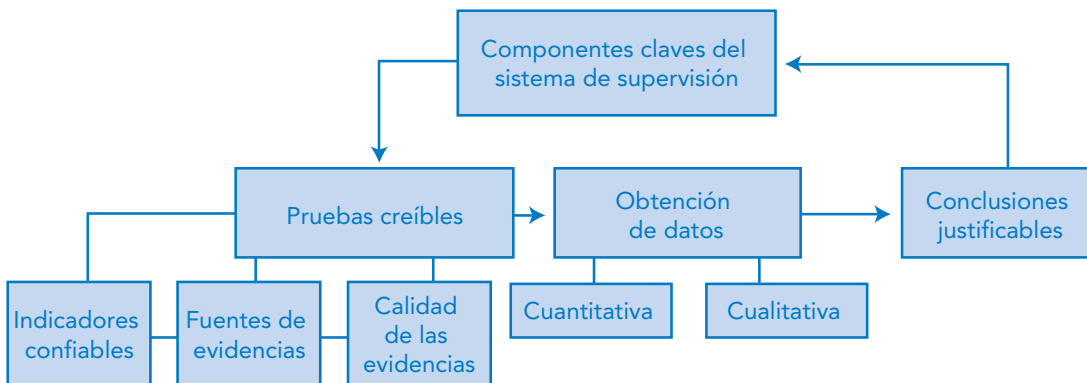 Componentes claves del
sistema de supervisión
Pruebas creíbles
Obtención
de datos
Conclusiones
justificables
Indicadores
confiables
Fuentes de
evidencias
Calidad
de las
evidencias
Cuantitativa
Cualitativa